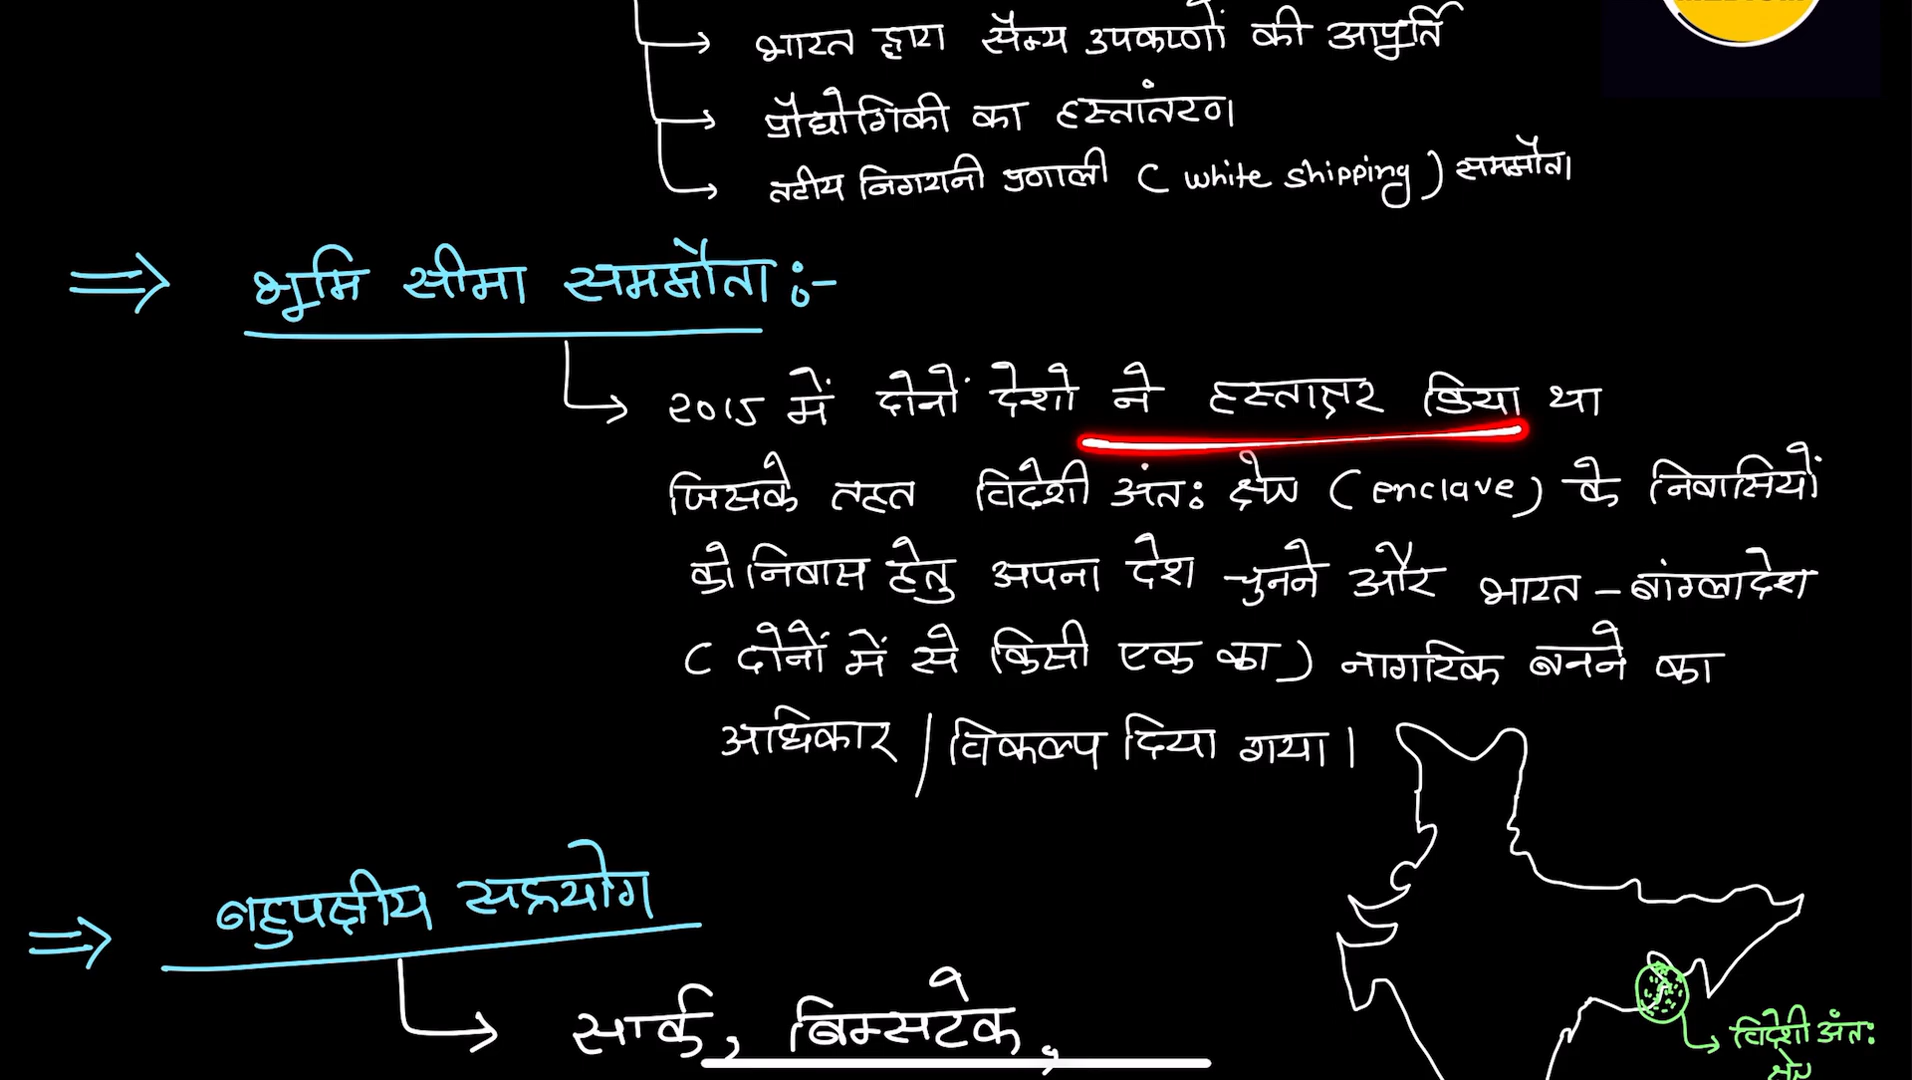 भारत द्वारा सैन्य उपकरणों की आपुर्ति
प्रौद्योगिकी का हस्तांतरण
तटीय निगरानी प्रणाली (white shipping) समझौता
भूमि सीमा समझौता :-
2015 में दोनों देशो ने हस्ताक्षर किया था
जिसके तहत विदेशी अंतः क्षेत्र (enclave) के निवासियों
को निवास हेतु अपना देश चुनने और भारत - बांग्लादेश
(दोनों में से किसी एक का) नागरिक बनने का
अधिकार / विकल्प दिया गया।
बहुपक्षीय सहयोग
सार्क, बिम्सटेक,
विदेशी अंतः
क्षेत्र